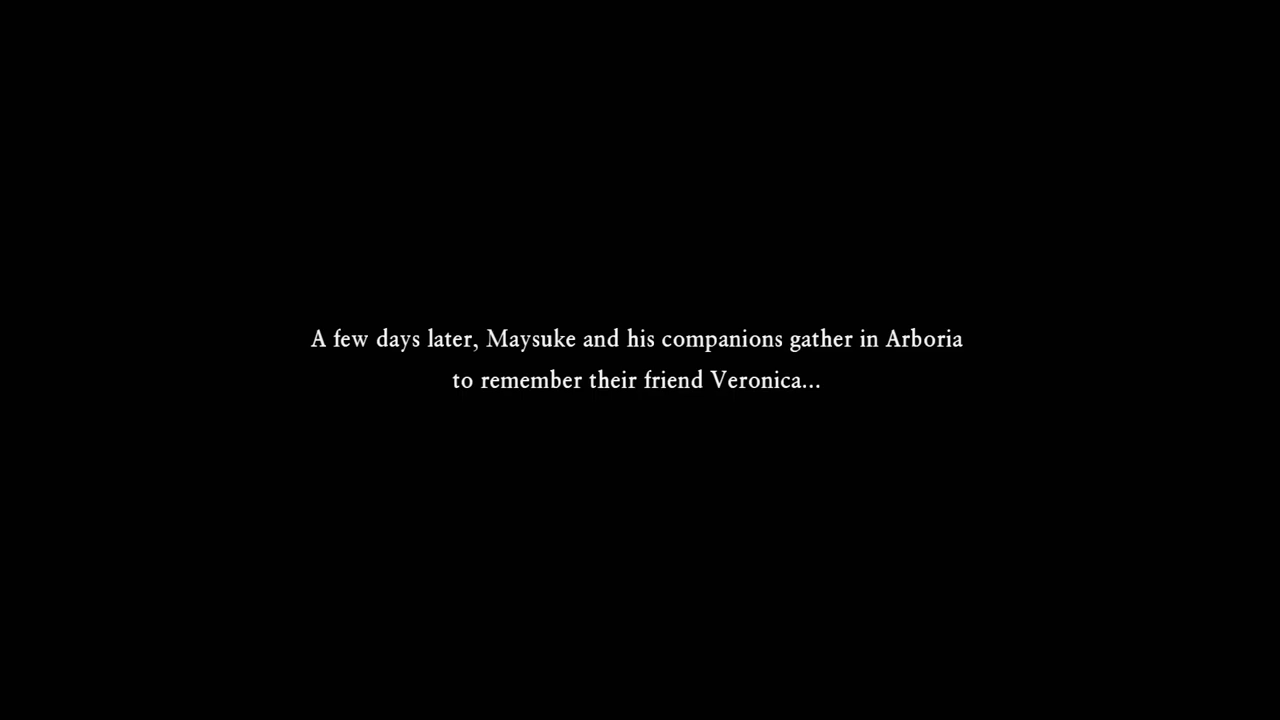 A few days later, Maysuke and his companions gather in Arboria
to remember their friend Veronica...